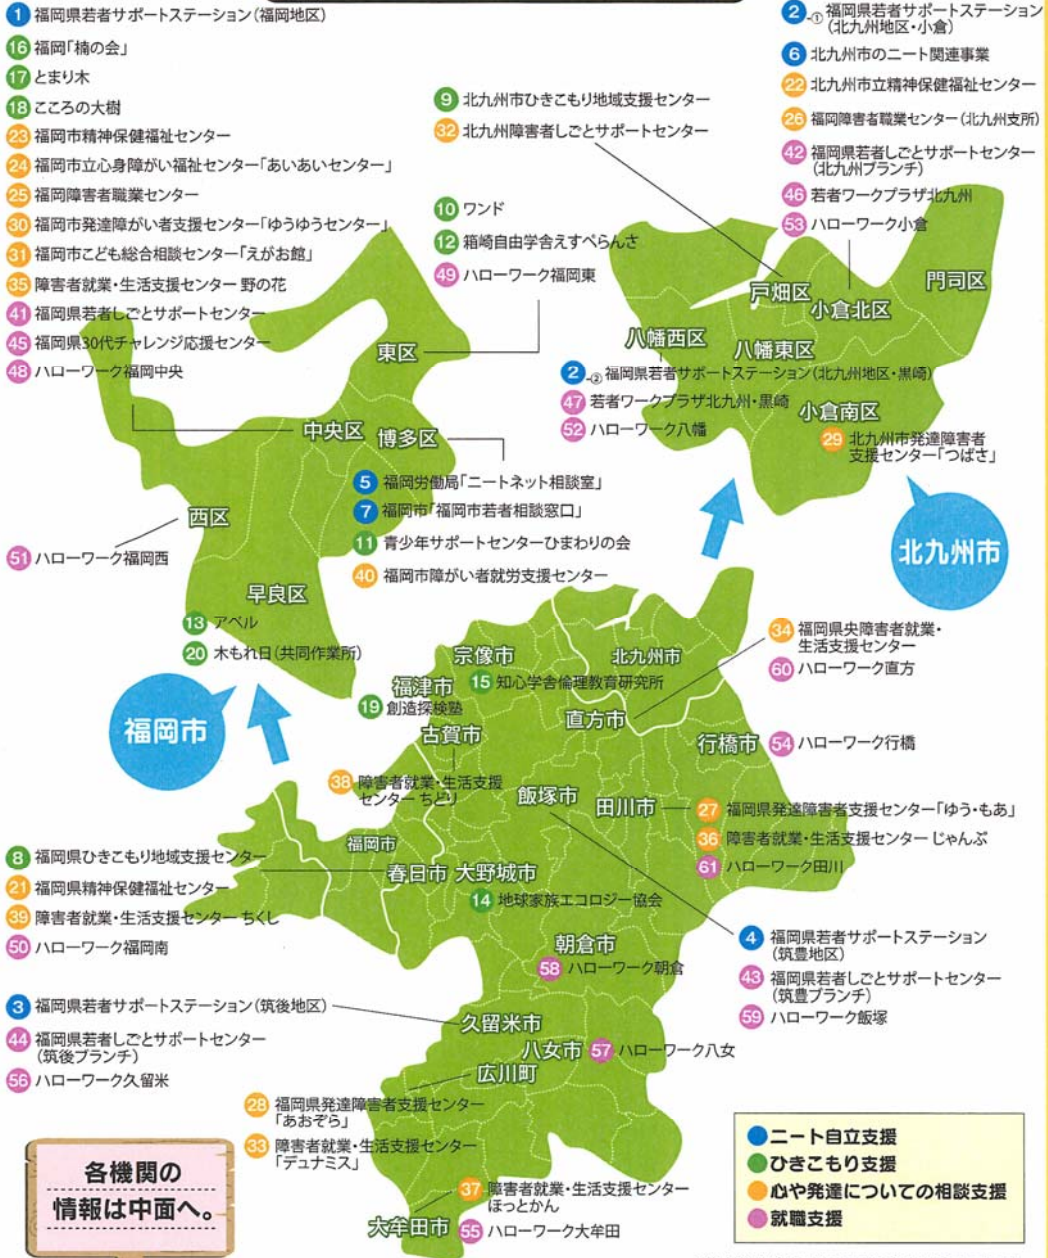 1 福岡県若者サポートステーション(福岡地区)
16 福岡「楠の会」
17 とまり木
18 こころの大樹
23 福岡市精神保健福祉センター
24 福岡市立心身障がい福祉センター「あいあいセンター」
25 福岡障害者職業センター
30 福岡市発達障がい者支援センター「ゆうゆうセンター」
31 福岡市こども総合相談センター「えがお館」
35 障害者就業・生活支援センター 野の花
41 福岡県若者しごとサポートセンター
45 福岡県30代チャレンジ応援センター
48 ハローワーク福岡中央
9 北九州市ひきこもり地域支援センター
32 北九州障害者しごとサポートセンター
10 ワンド
12 箱崎自由学舎えすぺらんさ
49 ハローワーク福岡東
2-① 福岡県若者サポートステーション
(北九州地区・小倉)
6 北九州市のニート関連事業
22 北九州市立精神保健福祉センター
26 福岡障害者職業センター(北九州支所)
42 福岡県若者しごとサポートセンター
(北九州ブランチ)
46 若者ワークプラザ北九州
53 ハローワーク小倉
門司区
戸畑区
小倉北区
八幡西区
八幡東区
2-② 福岡県若者サポートステーション(北九州地区・黒崎)
47 若者ワークプラザ北九州・黒崎
52 ハローワーク八幡
小倉南区
29 北九州市発達障害者
支援センター「つばさ」
北九州市
東区
中央区
博多区
5 福岡労働局「ニートネット相談室」
7 福岡市「福岡市若者相談窓口」
11 青少年サポートセンターひまわりの会
40 福岡市障がい者就労支援センター
西区
51 ハローワーク福岡西
早良区
13 アベル
20 木もれ日(共同作業所)
福岡市
宗像市
15 知心学舎倫理教育研究所
北九州市
34 福岡県央障害者就業・
生活支援センター
60 ハローワーク直方
福津市
19 創造探検塾
古賀市
直方市
行橋市
54 ハローワーク行橋
38 障害者就業・生活支援
センター ちどり
飯塚市
田川市
27 福岡県発達障害者支援センター「ゆう・もあ」
36 障害者就業・生活支援センター じゃんぷ
61 ハローワーク田川
福岡市
8 福岡県ひきこもり地域支援センター
21 福岡県精神保健福祉センター
39 障害者就業・生活支援センター ちくし
50 ハローワーク福岡南
春日市
大野城市
14 地球家族エコロジー協会
朝倉市
58 ハローワーク朝倉
4 福岡県若者サポートステーション
(筑豊地区)
43 福岡県若者しごとサポートセンター
(筑豊ブランチ)
59 ハローワーク飯塚
3 福岡県若者サポートステーション(筑後地区)
44 福岡県若者しごとサポートセンター
(筑後ブランチ)
56 ハローワーク久留米
久留米市
八女市
57 ハローワーク八女
広川町
28 福岡県発達障害者支援センター
「あおぞら」
33 障害者就業・生活支援センター
「デュナミス」
37 障害者就業・生活支援センター
ほっとかん
大牟田市
55 ハローワーク大牟田
各機関の
情報は中面へ。
ニート自立支援
ひきこもり支援
心や発達についての相談支援
就職支援